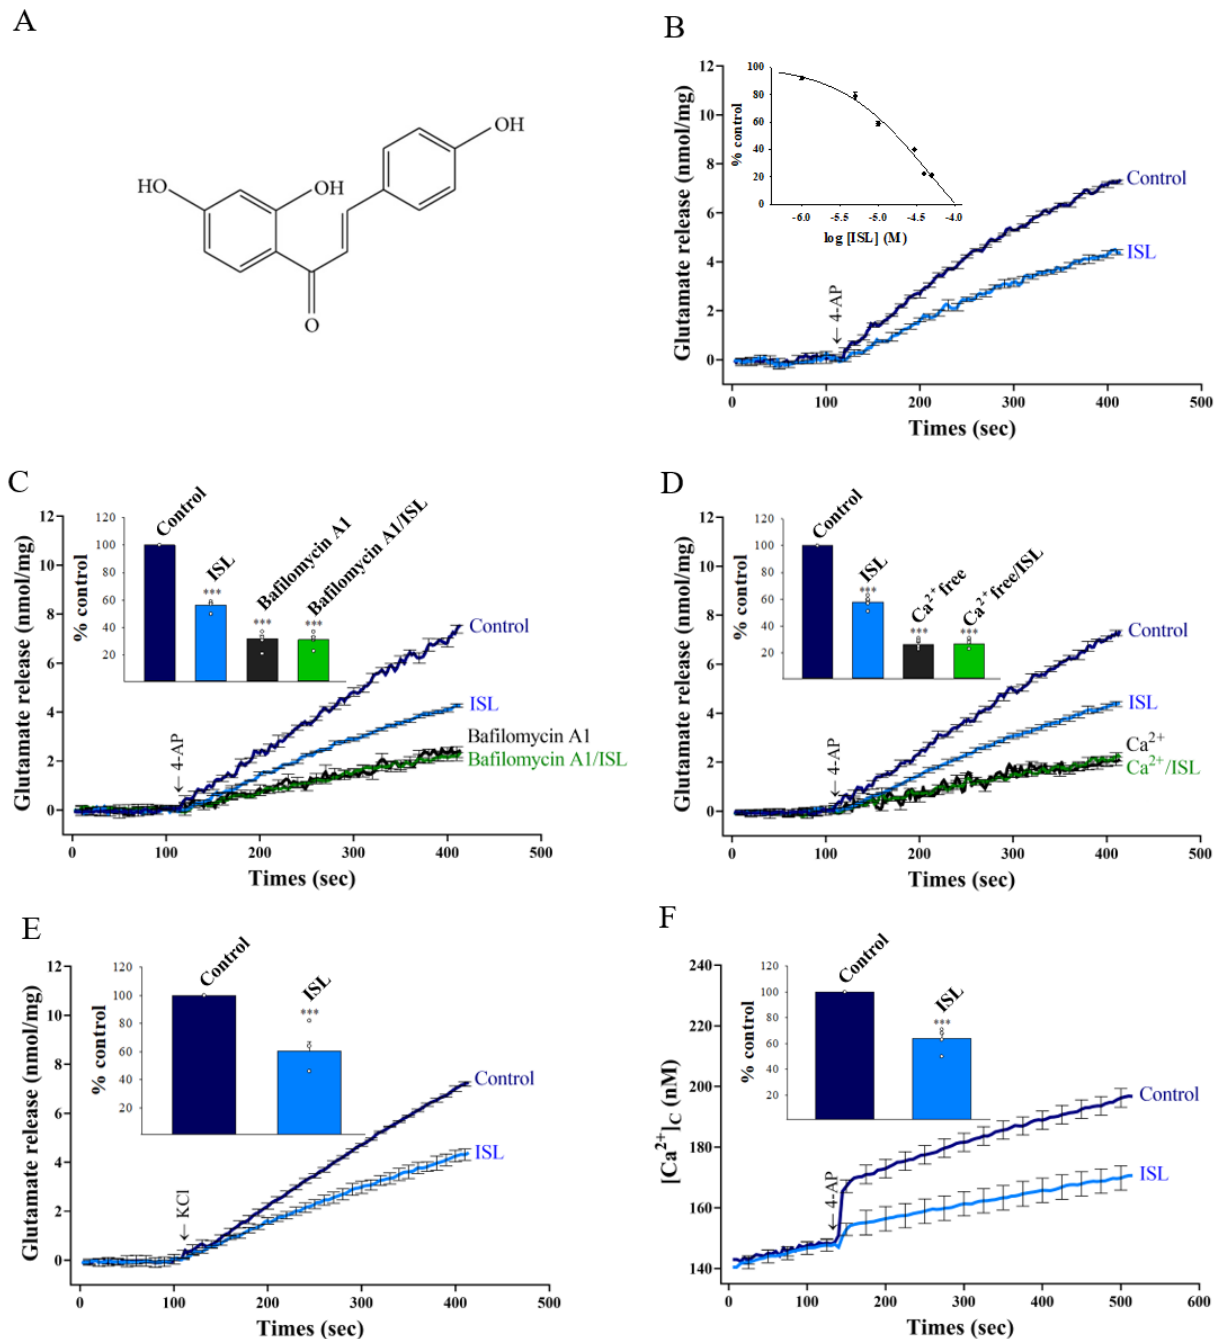 A
OH
HO
OH
O
B
Glutamate release (nmol/mg)
12
10
8
6
4
2
0
% control
100
80
60
40
20
0
-6.0 -5.5 -5.0 -4.5 -4.0
log [ISL] (M)
Control
ISL
← 4-AP
0 100 200 300 400 500
Times (sec)
C
Glutamate release (nmol/mg)
12
10
8
6
4
2
0
% control
120
100
80
60
40
20
Control
ISL
Bafilomycin A1
Bafilomycin A1/ISL
***
***
***
Control
ISL
Bafilomycin A1
Bafilomycin A1/ISL
← 4-AP
0 100 200 300 400 500
Times (sec)
D
Glutamate release (nmol/mg)
12
10
8
6
4
2
0
% control
120
100
80
60
40
20
Control
ISL
Ca²⁺ free
Ca²⁺ free/ISL
***
***
***
Control
ISL
Ca²⁺
Ca²⁺/ISL
← 4-AP
0 100 200 300 400 500
Times (sec)
E
Glutamate release (nmol/mg)
12
10
8
6
4
2
0
% control
120
100
80
60
40
20
Control
ISL
***
Control
ISL
← KCl
0 100 200 300 400 500
Times (sec)
F
[Ca²⁺]C (nM)
240
220
200
180
160
140
% control
120
100
80
60
40
20
Control
ISL
***
Control
ISL
← 4-AP
0 100 200 300 400 500 600
Times (sec)